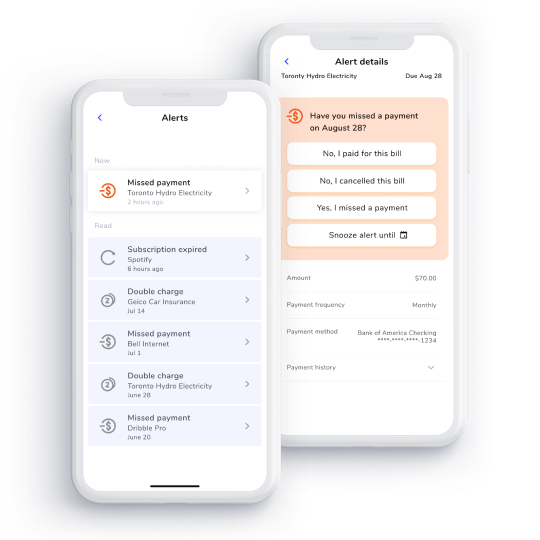 Alerts
New
Missed payment
Toronto Hydro Electricity
2 hours ago
Read
Subscription expired
Spotify
6 hours ago
Double charge
Geico Car Insurance
Jul 14
Missed payment
Bell Internet
Jul 1
Double charge
Toronto Hydro Electricity
June 28
Missed payment
Dribble Pro
June 20
Alert details
Toronty Hydro Electricity Due Aug 28
Have you missed a payment
on August 28?
No, I paid for this bill
No, I cancelled this bill
Yes, I missed a payment
Snooze alert until
Amount $70.00
Payment frequency Monthly
Payment method Bank of America Checking
****-****-****-1234
Payment history